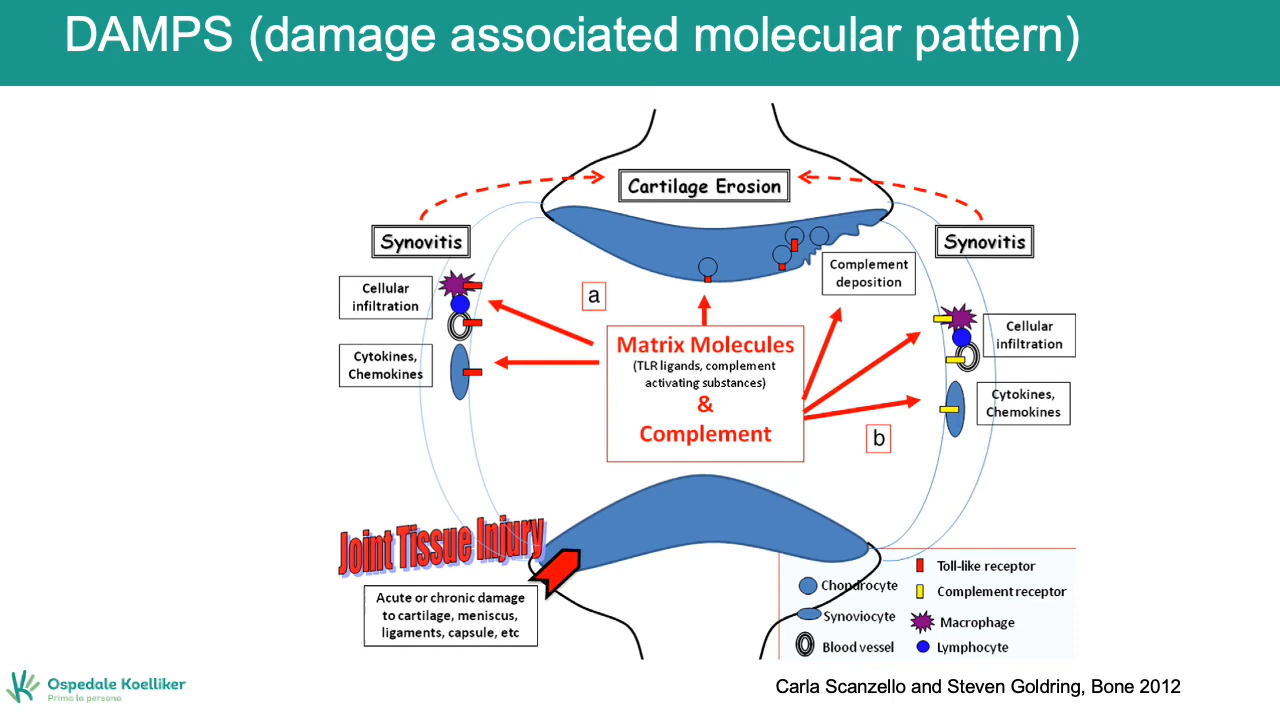 DAMPS (damage associated molecular pattern)
Cartilage Erosion
Synovitis
Synovitis
Cellular
infiltration
Cytokines,
Chemokines
a
Complement
deposition
Matrix Molecules
(TLR ligands, complement
activating substances)
&
Complement
b
Cellular
infiltration
Cytokines,
Chemokines
Joint Tissue Injury
Acute or chronic damage
to cartilage, meniscus,
ligaments, capsule, etc
Chondrocyte
Synoviocyte
Blood vessel
Toll-like receptor
Complement receptor
Macrophage
Lymphocyte
Ospedale Koelliker
Prima la persona
Carla Scanzello and Steven Goldring, Bone 2012